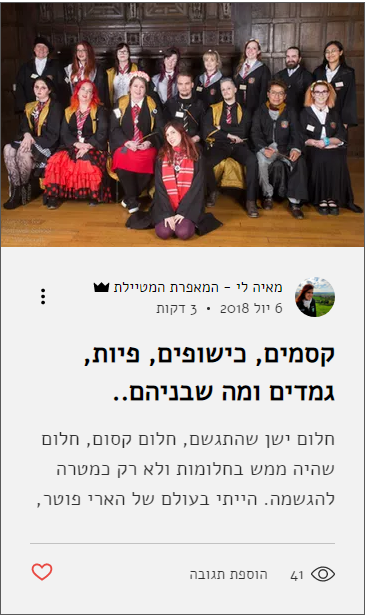 מאיה לי - המאפרת המטיילת
6 יול 2018 • 3 דקות
קסמים, כישופים, פיות,
גמדים ומה שבניהם..
חלום ישן שהתגשם, חלום קסום, חלום
שהיה ממש בחלומות ולא רק כמטרה
להגשמה. הייתי בעולם של הארי פוטר,
41
הוספת תגובה